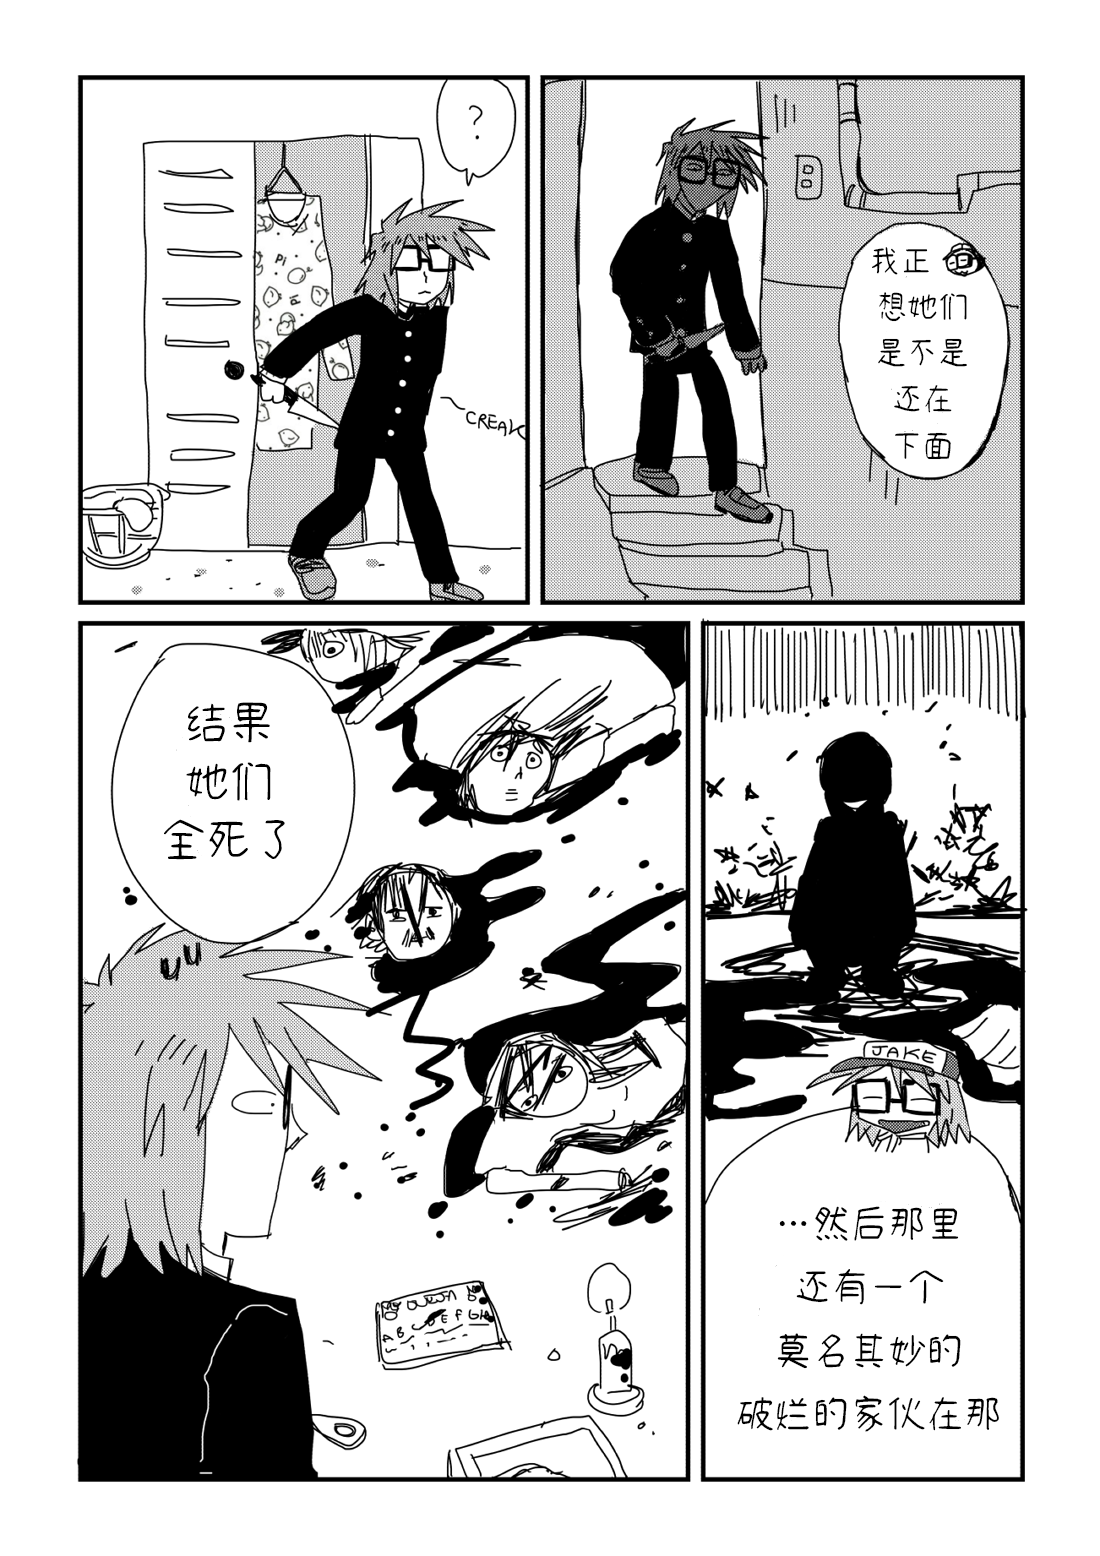 ?
CREAK
我正
想她们
是不是
还在
下面
结果
她们
全死了
JAKE
…然后那里
还有一个
莫名其妙的
破烂的家伙在那